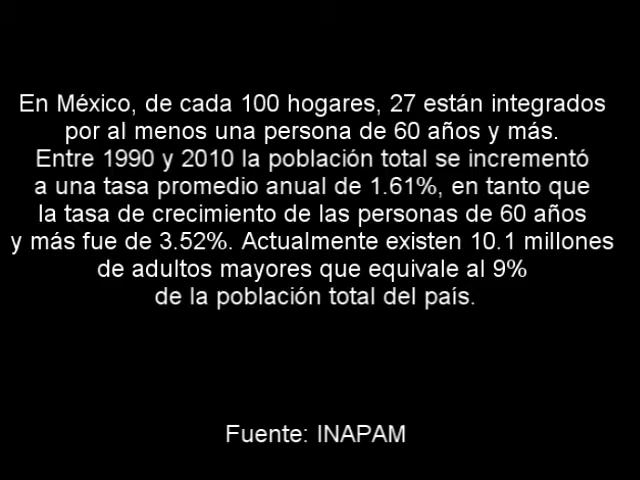 En México, de cada 100 hogares, 27 están integrados
por al menos una persona de 60 años y más.
Entre 1990 y 2010 la población total se incrementó
a una tasa promedio anual de 1.61%, en tanto que
la tasa de crecimiento de las personas de 60 años
y más fue de 3.52%. Actualmente existen 10.1 millones
de adultos mayores que equivale al 9%
de la población total del país.
Fuente: INAPAM